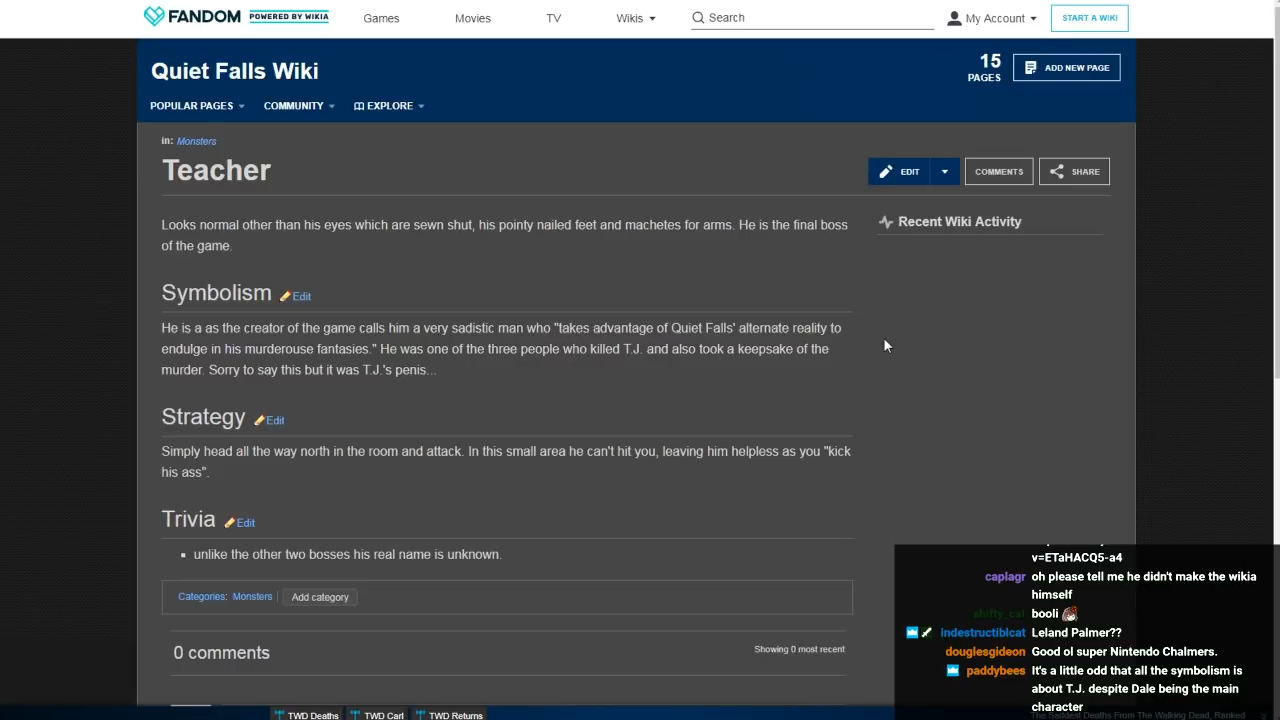 FANDOM POWERED BY WIKIA Games Movies TV Wikis Search My Account START A WIKI
Quiet Falls Wiki
15
PAGES
ADD NEW PAGE
POPULAR PAGES COMMUNITY EXPLORE
in: Monsters
Teacher
EDIT COMMENTS SHARE
Looks normal other than his eyes which are sewn shut, his pointy nailed feet and machetes for arms. He is the final boss
of the game.
Recent Wiki Activity
Symbolism Edit
He is a as the creator of the game calls him a very sadistic man who "takes advantage of Quiet Falls' alternate reality to
endulge in his murderouse fantasies." He was one of the three people who killed T.J. and also took a keepsake of the
murder. Sorry to say this but it was T.J.'s penis...
Strategy Edit
Simply head all the way north in the room and attack. In this small area he can't hit you, leaving him helpless as you "kick
his ass".
Trivia Edit
unlike the other two bosses his real name is unknown.
Categories: Monsters Add category
0 comments
Showing 0 most recent
v=ETaHACQ5-a4
caplagr oh please tell me he didn't make the wikia
himself
shifty_cat booli
indestructiblcat Leland Palmer??
douglesgideon Good ol super Nintendo Chalmers.
paddybees It's a little odd that all the symbolism is
about T.J. despite Dale being the main
character
TWD Deaths TWD Carl TWD Returns
The Saddest Deaths From The Walking Dead, Ranked